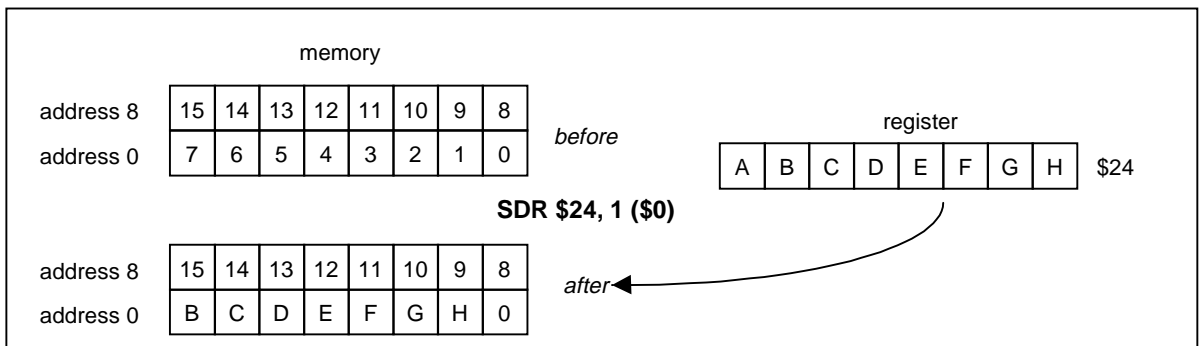 memory
address 8 15 14 13 12 11 10 9 8
address 0 7 6 5 4 3 2 1 0
before
register
A B C D E F G H $24
SDR $24, 1 ($0)
address 8 15 14 13 12 11 10 9 8
address 0 B C D E F G H 0
after